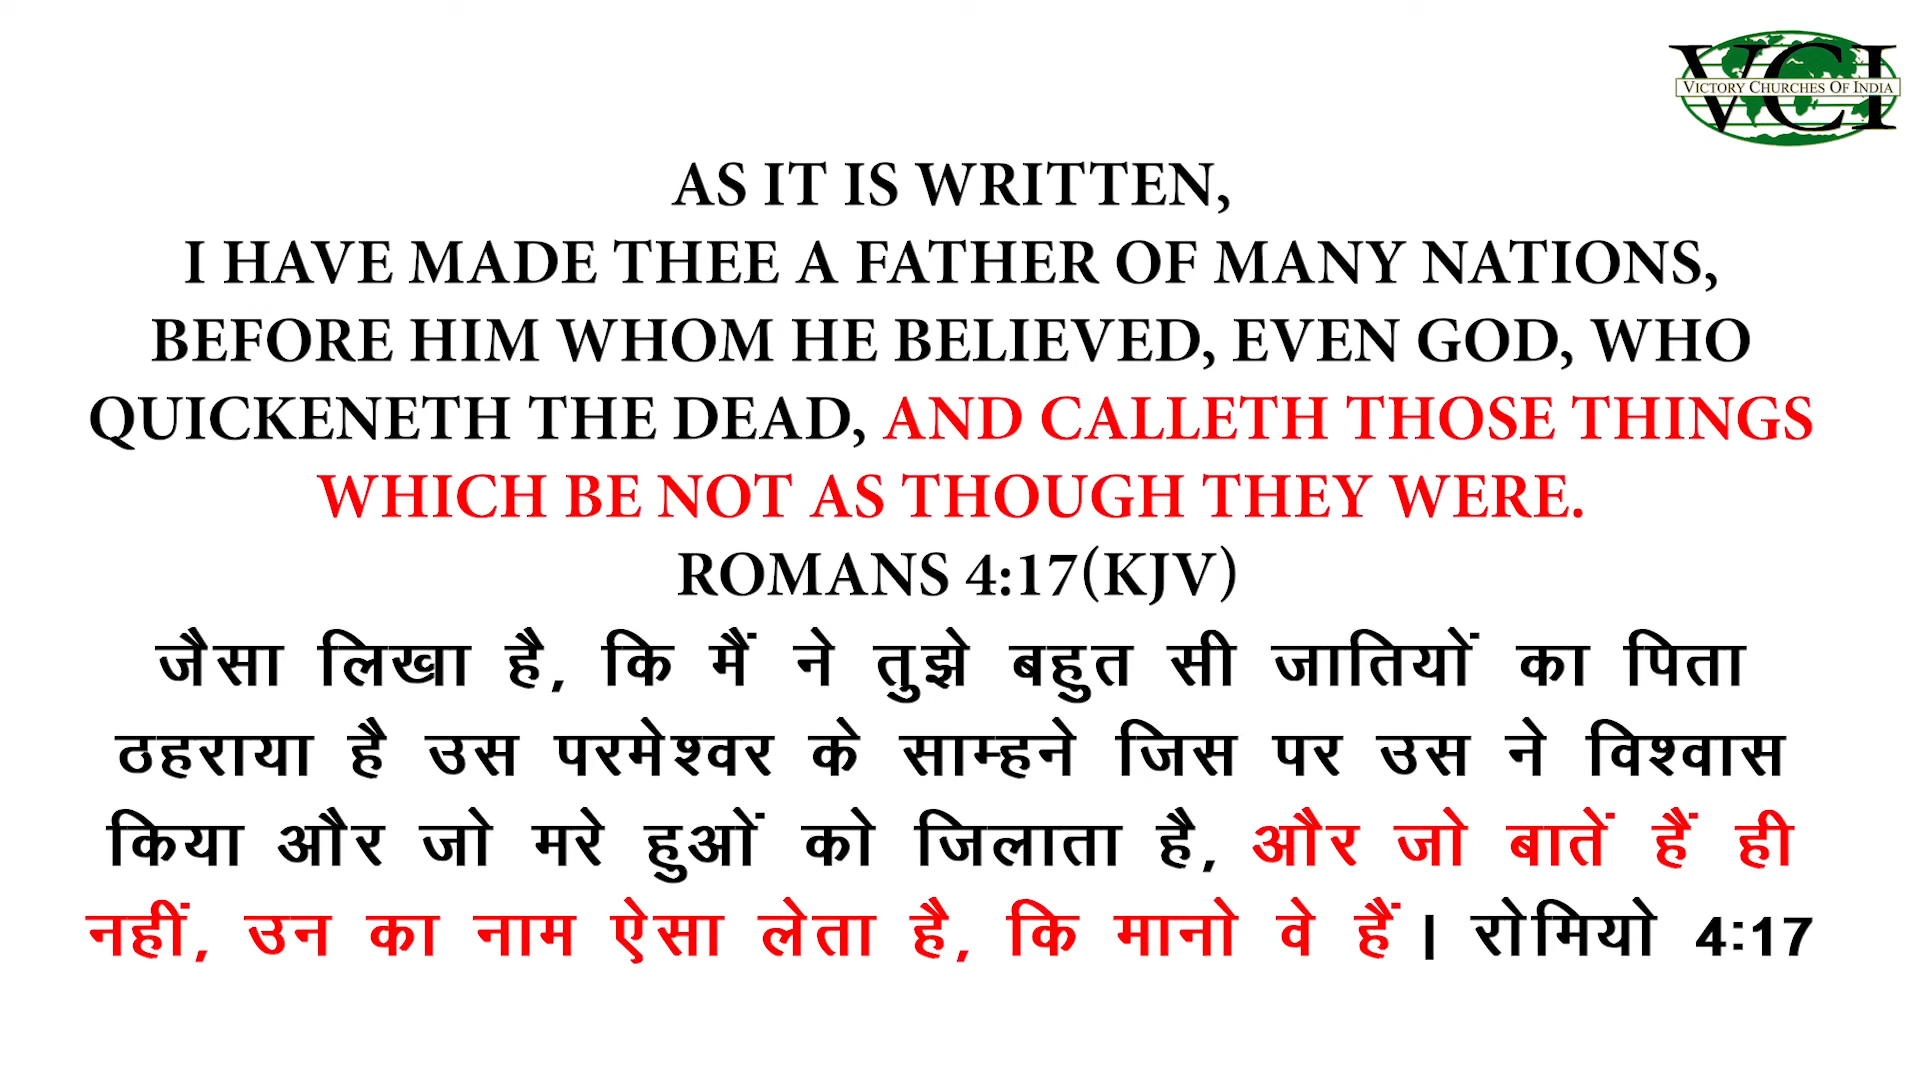 VCI
VICTORY CHURCHES OF INDIA
AS IT IS WRITTEN,
I HAVE MADE THEE A FATHER OF MANY NATIONS,
BEFORE HIM WHOM HE BELIEVED, EVEN GOD, WHO
QUICKENETH THE DEAD, AND CALLETH THOSE THINGS
WHICH BE NOT AS THOUGH THEY WERE.
ROMANS 4:17(KJV)
जैसा लिखा है, कि मैं ने तुझे बहुत सी जातियों का पिता
ठहराया है उस परमेश्वर के साम्हने जिस पर उस ने विश्वास
किया और जो मरे हुओं को जिलाता है, और जो बातें हैं ही
नहीं, उन का नाम ऐसा लेता है, कि मानो वे हैं | रोमियो 4:17